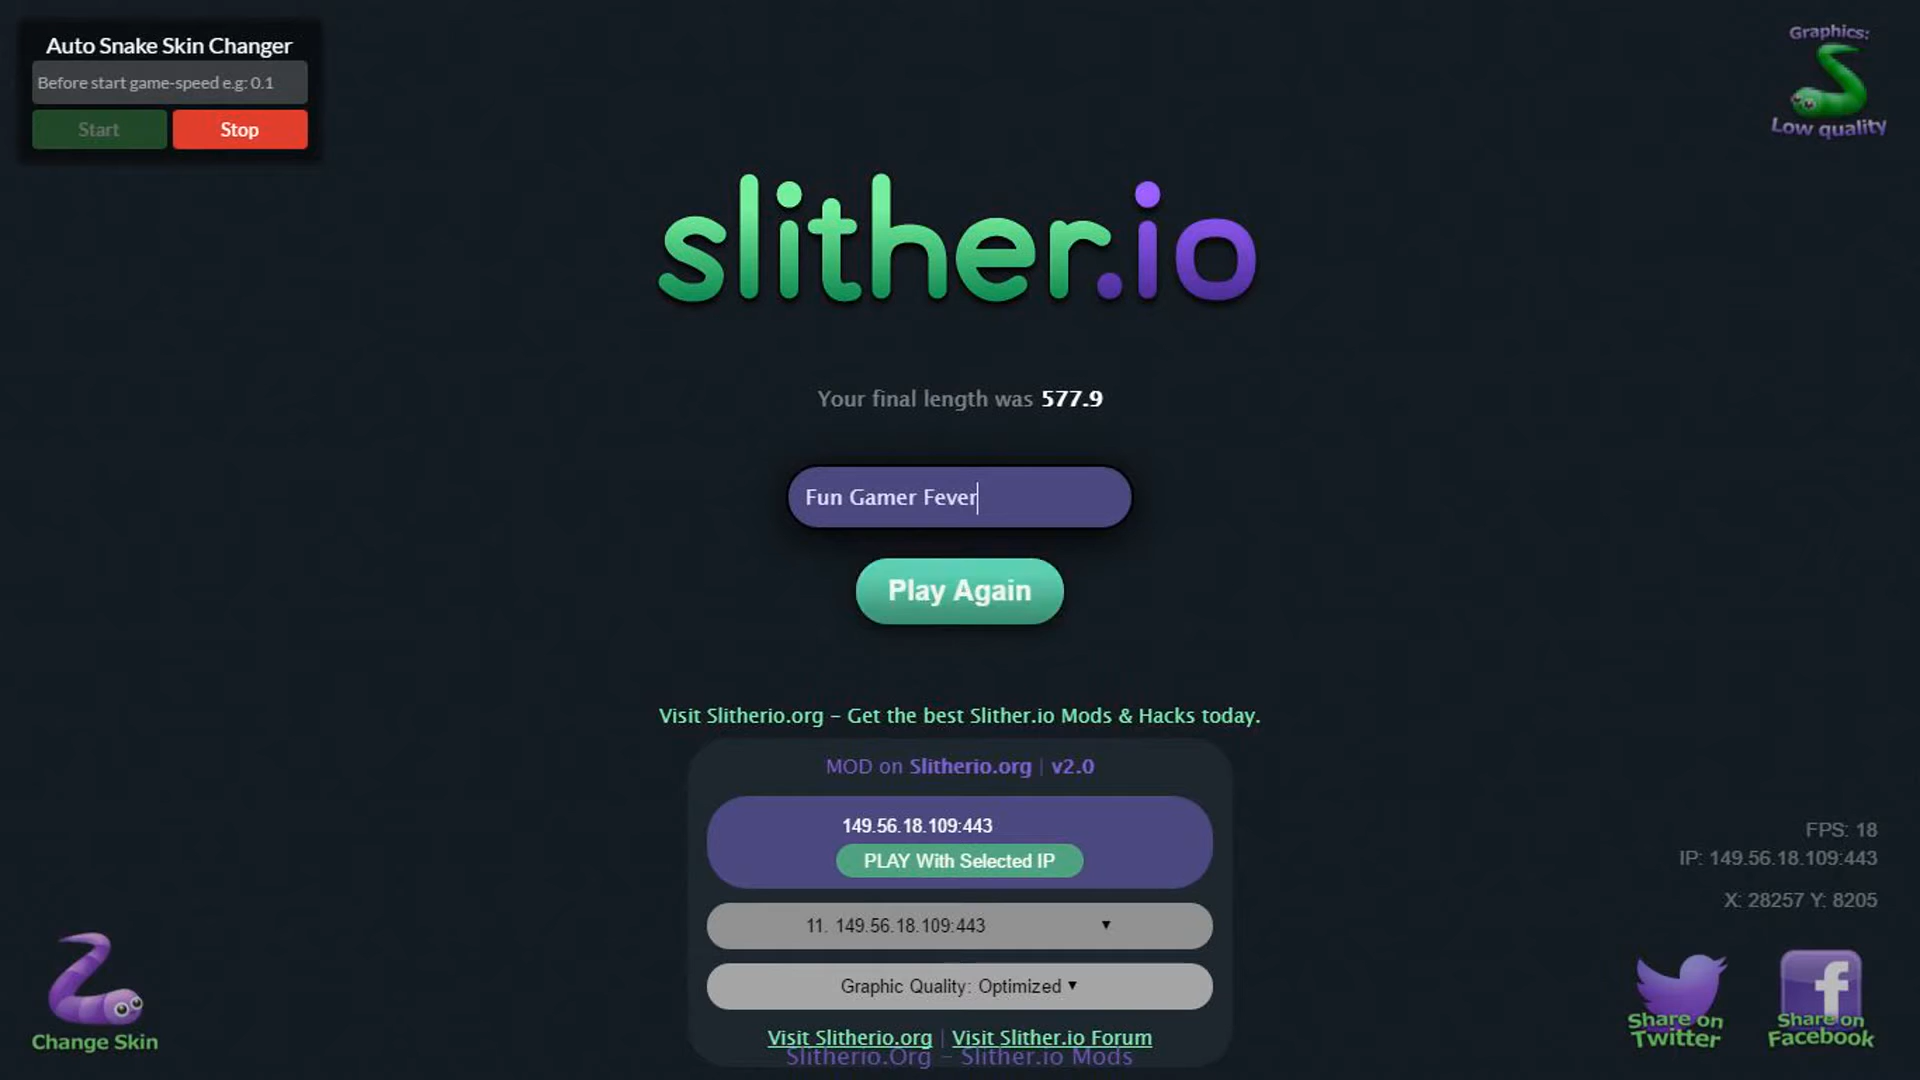 Auto Snake Skin Changer
Before start game-speed e.g: 0.1
Start Stop
Graphics:
Low quality
slither.io
Your final length was 577.9
Fun Gamer Fever
Play Again
Visit Slitherio.org – Get the best Slither.io Mods & Hacks today.
MOD on Slitherio.org | v2.0
149.56.18.109:443
PLAY With Selected IP
11. 149.56.18.109:443
Graphic Quality: Optimized
Visit Slitherio.org | Visit Slither.io Forum
Slitherio.Org – Slither.io Mods
FPS: 18
IP: 149.56.18.109:443
X: 28257 Y: 8205
Change Skin
Share on
Twitter
Share on
Facebook